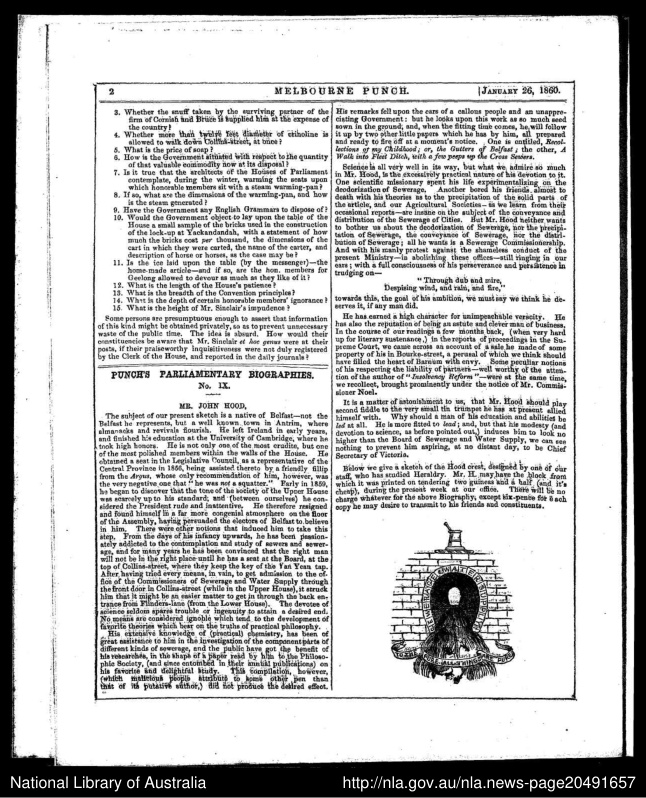 2
MELBOURNE PUNCH.
[JANUARY 26, 1860.
3. Whether the snuff taken by the surviving partner of the
firm of Cornish and Bruce is supplied him at the expense of
the country?
4. Whether more than twelve feet diameter of crinoline is
allowed to walk down Collins-street, at once?
5. What is the price of soap?
6. How is the Government situated with respect to the quantity
of that valuable commodity now at its disposal?
7. Is it true that the architects of the Houses of Parliament
contemplate, during the winter, warming the seats upon
which honorable members sit with a steam warming-pan?
8. If so, what are the dimensions of the warming-pan, and how
is the steam generated?
9. Have the Government any English Grammars to dispose of?
10. Would the Government object to lay upon the table of the
House a small sample of the bricks used in the construction
of the lock-up at Yackandandah, with a statement of how
much the bricks cost per thousand, the dimensions of the
cart in which they were carted, the name of the carter, and
description of horse or horses, as the case may be?
11. Is the ice laid upon the table (by the messenger)—the
home-made article—and if so, are the hon. members for
Geelong allowed to devour as much as they like of it?
12. What is the length of the House's patience?
13. What is the breadth of the Convention principles?
14. What is the depth of certain honorable members' ignorance?
15. What is the height of Mr. Sinclair's impudence?
Some persons are presumptuous enough to assert that information
of this kind might be obtained privately, so as to prevent unnecessary
waste of the public time. The idea is absurd. How would their
constituencies be aware that Mr. Sinclair et hoc genus were at their
posts, if their praiseworthy inquisitiveness were not duly registered
by the Clerk of the House, and reported in the daily journals?
PUNCH'S PARLIAMENTARY BIOGRAPHIES.
No. IX.
MR. JOHN HOOD,
The subject of our present sketch is a native of Belfast—not the
Belfast he represents, but a well known town in Antrim, where
almanacks and revivals flourish. He left Ireland in early years,
and finished his education at the University of Cambridge, where he
took high honors. He is not only one of the most erudite, but one
of the most polished members within the walls of the House. He
obtained a seat in the Legislative Council, as a representative of the
Central Province in 1856, being assisted thereto by a friendly fillip
from the Argus, whose only recommendation of him, however, was
the very negative one that "he was not a squatter." Early in 1859,
he began to discover that the tone of the society of the Upper House
was scarcely up to his standard; and (between ourselves) he con-
sidered the President rude and inattentive. He therefore resigned
and found himself in a far more congenial atmosphere on the floor
of the Assembly, having persuaded the electors of Belfast to believe
in him. There were other notions that induced him to take this
step. From the days of his infancy upwards, he has been passion-
ately addicted to the contemplation and study of sewers and sewer-
age, and for many years he has been convinced that the right man
will not be in the right place until he has a seat at the Board, at the
top of Collins-street, where they keep the key of the Yan Yean tap.
After having tried every means, in vain, to get admission to the of-
fice of the Commissioners of Sewerage and Water Supply through
the front door in Collins-street (while in the Upper House), it struck
him that it might be an easier matter to get in through the back en-
trance from Flinders-lane (from the Lower House). The devotee of
science seldom spares trouble or ingenuity to attain a desired end.
No means are considered ignoble which tend to the development of
favorite theories which bear on the truths of practical philosophy.
His extensive knowledge of (practical) chemistry, has been of
great assistance to him in the investigation of the component parts of
different kinds of sewerage, and the public have got the benefit of
his researches, in the shape of a paper read by him to the Philoso-
phic Society, (and since entombed in their annual publications) on
his favorite and delightful study. This compilation, however,
(which malicious people attribute to some other pen than
that of its putative author,) did not produce the desired effect.
His remarks fell upon the ears of a callous people and an unappre-
ciating Government: but he looks upon this work as so much seed
sown in the ground; and, when the fitting time comes, he will follow
it up by two other little papers which he has by him, all prepared
and ready to fire off at a moment's notice. One is entitled, Recol-
lections of my Childhood; or, the Gutters of Belfast; the other, A
Walk into Fleet Ditch, with a few peeps up the Cross Sewers.
Science is all very well in its way, but what we admire so much
in Mr. Hood, is the excessively practical nature of his devotion to it.
One scientific missionary spent his life experimentalizing on the
deodorisation of Sewerage. Another bored his friends almost to
death with his theories as to the precipitation of the solid parts of
the article, and our Agricultural Societies—as we learn from their
occasional reports—are insane on the subject of the conveyance and
distribution of the Sewerage of Cities. But Mr. Hood neither wants
to bother us about the deodorization of Sewerage, nor the precipi-
tation of Sewerage, the conveyance of Sewerage, nor the distri-
bution of Sewerage; all he wants is a Sewerage Commissionership.
And with his manly protest against the shameless conduct of the
present Ministry—in abolishing these offices—still ringing in our
ears; with a full consciousness of his perseverance and persistence in
trudging on—
"Through dub and mire,
Despising wind, and rain, and fire,"
towards this, the goal of his ambition, we must say we think he de-
serves it, if any man did.
He has earned a high character for unimpeachable veracity. He
has also the reputation of being an astute and clever man of business.
In the course of our readings a few months back, (when very hard
up for literary sustenance,) in the reports of proceedings in the Su-
preme Court, we came across an account of a sale he made of some
property of his in Bourke-street, a perusal of which we think should
have filled the heart of Barnum with envy. Some peculiar notions
of his respecting the liability of partners—well worthy of the atten-
tion of the author of "Insolvency Reform"—were at the same time,
we recollect, brought prominently under the notice of Mr. Commis-
sioner Noel.
It is a matter of astonishment to us, that Mr. Hood should play
second fiddle to the very small tin trumpet he has at present allied
himself with. Why should a man of his education and abilities be
led at all. He is more fitted to lead; and, but that his modesty (and
devotion to science, as before pointed out,) induces him to look no
higher than the Board of Sewerage and Water Supply, we can see
nothing to prevent him aspiring, at no distant day, to be Chief
Secretary of Victoria.
Below we give a sketch of the Hood crest, designed by one of our
staff, who has studied Heraldry. Mr. H. may have the block from
which it was printed on tendering two guineas and a half (and it's
cheap), during the present week at our office. There will be no
charge whatever for the above Biography, except six-pence for each
copy he may desire to transmit to his friends and constituents.
National Library of Australia
http://nla.gov.au/nla.news-page20491657